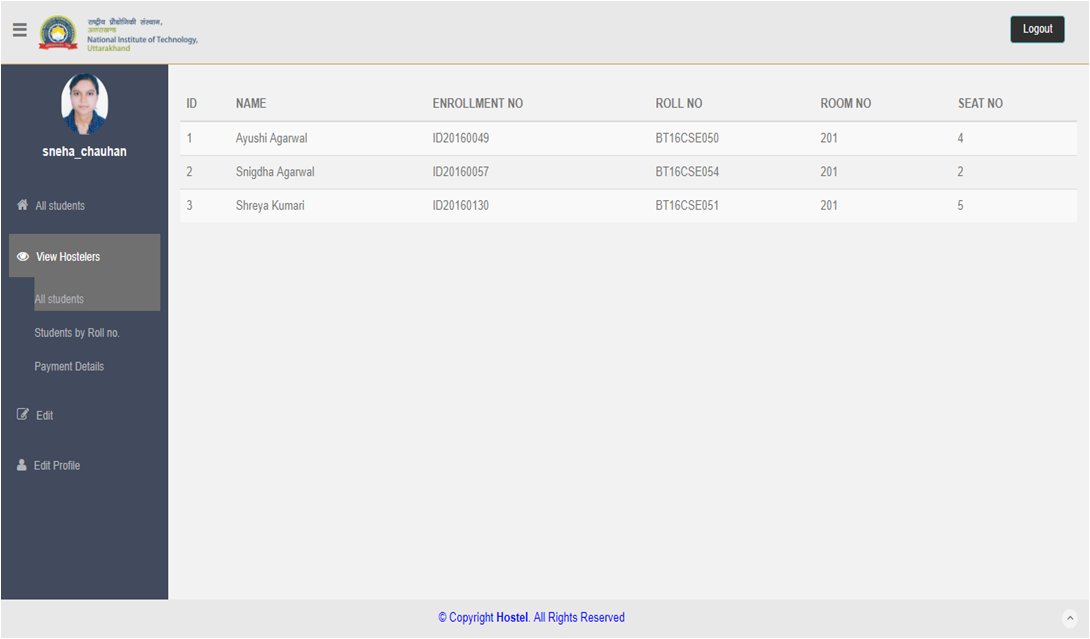 राष्ट्रीय प्रौद्योगिकी संस्थान,
उत्तराखण्ड
National Institute of Technology,
Uttarakhand
Logout
sneha_chauhan
All students
View Hostelers
All students
Students by Roll no.
Payment Details
Edit
Edit Profile
ID NAME ENROLLMENT NO ROLL NO ROOM NO SEAT NO
1 Ayushi Agarwal ID20160049 BT16CSE050 201 4
2 Snigdha Agarwal ID20160057 BT16CSE054 201 2
3 Shreya Kumari ID20160130 BT16CSE051 201 5
© Copyright Hostel. All Rights Reserved